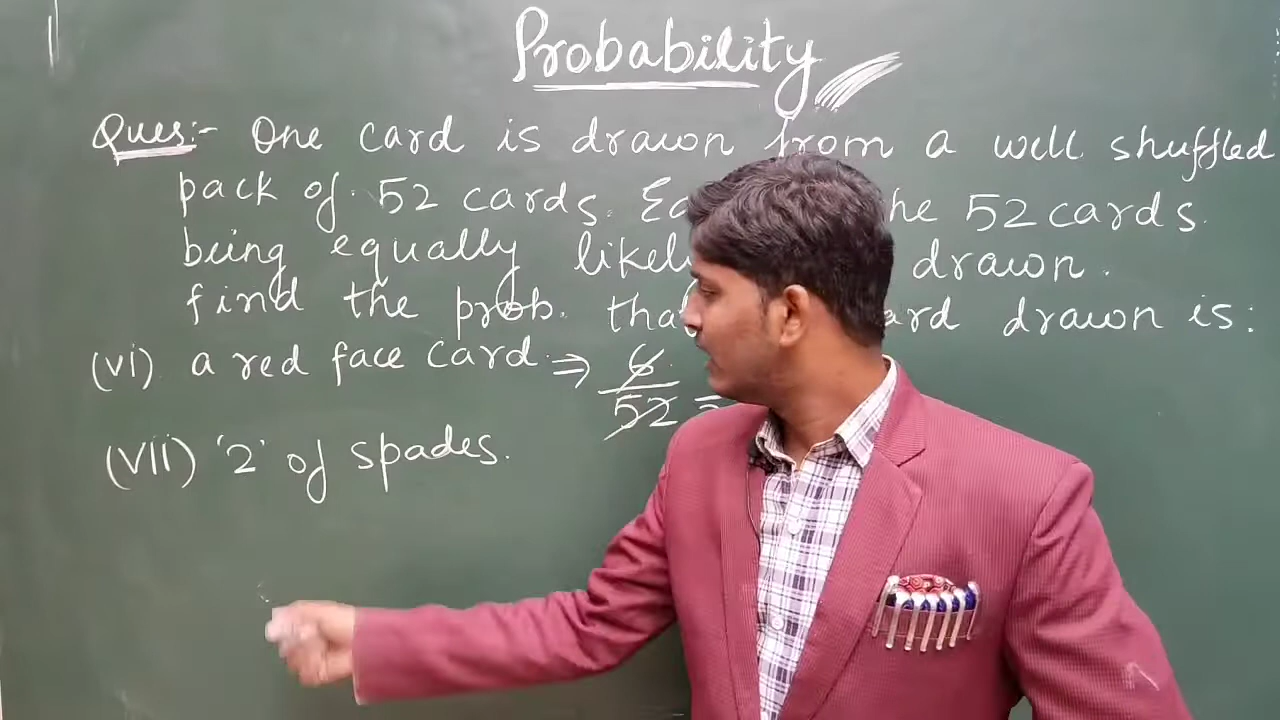 Probability
Ques:- One card is drawn from a well shuffled
pack of 52 cards. Ea he 52 cards.
being equally likel drawn.
find the prob. tha ard drawn is:
(vi) a red face card. ⇒ 6/52 =
(VII) '2' of spades.